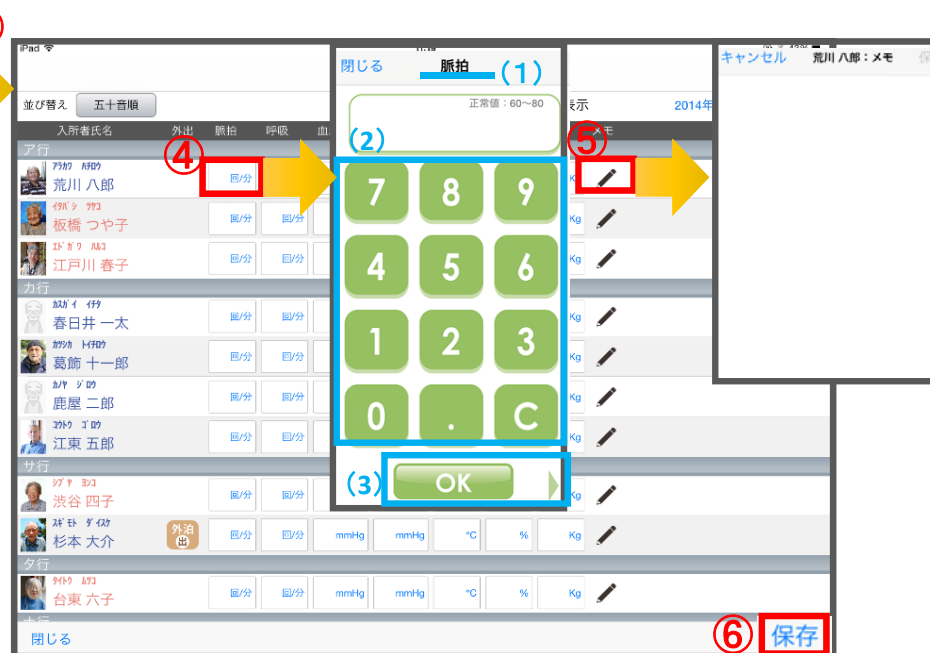 iPad
閉じる 脈拍 (1)
キャンセル 荒川 八郎：メモ
並び替え 五十音順
正常値：60～80
表示 2014年
入所者氏名 外出 脈拍 呼吸
メモ
(2)
④
⑤
ア行
ｱﾗｶﾜ ﾊﾁﾛｳ
荒川 八郎 回/分
ｲﾀﾊﾞｼ ﾂﾔｺ
板橋 つや子 回/分 回/分 Kg
ｴﾄﾞｶﾞﾜ ﾊﾙｺ
江戸川 春子 回/分 回/分 Kg
カ行
ｶｽｶﾞｲ ｲﾁﾀ
春日井 一太 回/分 回/分 Kg
ｶﾂｼｶ ﾄｲﾁﾛｳ
葛飾 十一郎 回/分 回/分 Kg
ｶﾉﾔ ｼﾞﾛｳ
鹿屋 二郎 回/分 回/分 Kg
ｺｳﾄｳ ｺﾞﾛｳ
江東 五郎 回/分 回/分 Kg
7 8 9
4 5 6
1 2 3
0 . C
(3) OK
サ行
ｼﾌﾞﾔ ﾖﾝｺ
渋谷 四子 回/分 回/分 Kg
ｽｷﾞﾓﾄ ﾀﾞｲｽｹ
杉本 大介 外泊 出 回/分 回/分 mmHg mmHg °C % Kg
タ行
ﾀｲﾄｳ ﾑﾂｺ
台東 六子 回/分 回/分 mmHg mmHg °C % Kg
閉じる ⑥ 保存